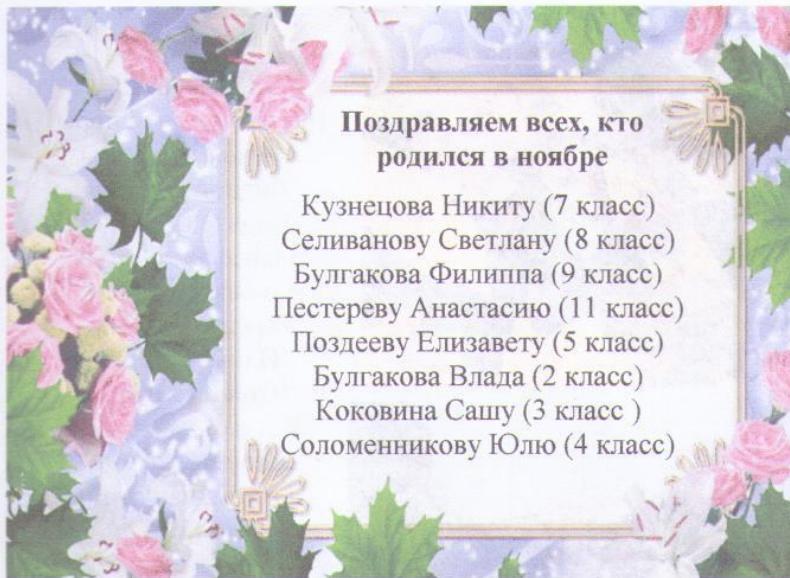 Поздравляем всех, кто
родился в ноябре
Кузнецова Никиту (7 класс)
Селиванову Светлану (8 класс)
Булгакова Филиппа (9 класс)
Пестереву Анастасию (11 класс)
Поздееву Елизавету (5 класс)
Булгакова Влада (2 класс)
Коковина Сашу (3 класс )
Соломенникову Юлю (4 класс)